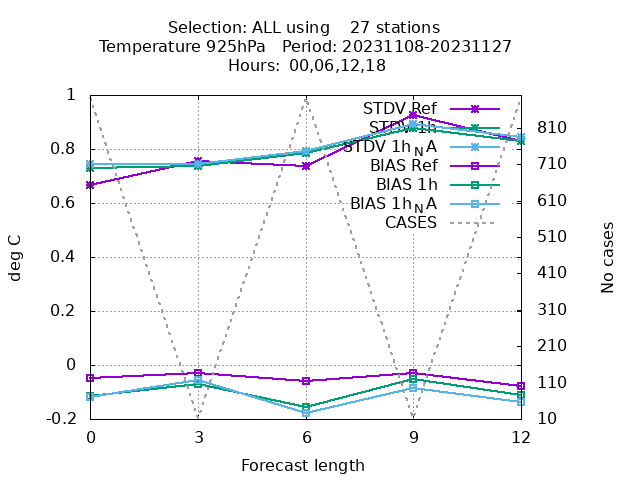 Selection: ALL using 27 stations
Temperature 925hPa Period: 20231108-20231127
Hours: 00,06,12,18
STDV Ref
STDV 1h
STDV 1h_NA
BIAS Ref
BIAS 1h
BIAS 1h_NA
CASES
1
0.8
0.6
0.4
0.2
0
-0.2
deg C
810
710
610
510
410
310
210
110
10
No cases
0 3 6 9 12
Forecast length